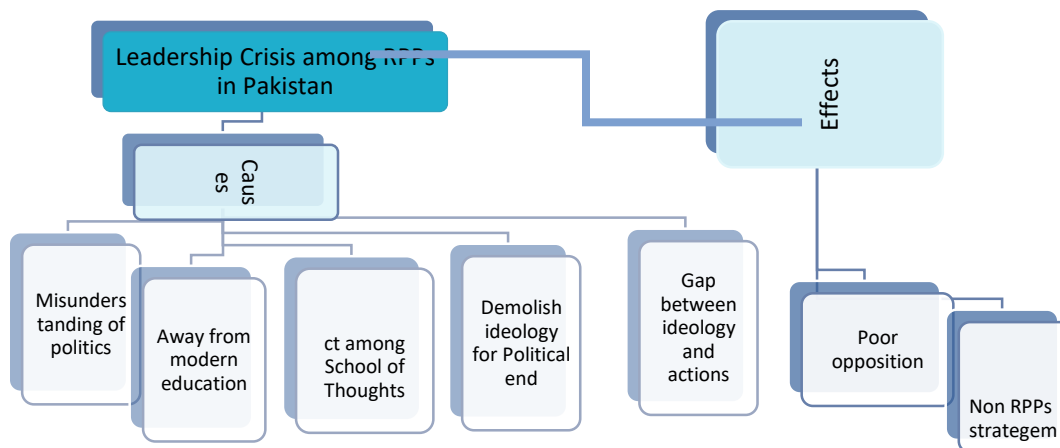 Leadership Crisis among RPPs
in Pakistan
Effects
Caus
es
Misunders
tanding of
politics
Away from
modern
education
ct among
School of
Thoughts
Demolish
ideology
for Political
end
Gap
between
ideology
and
actions
Poor
opposition
Non RPPs
strategem